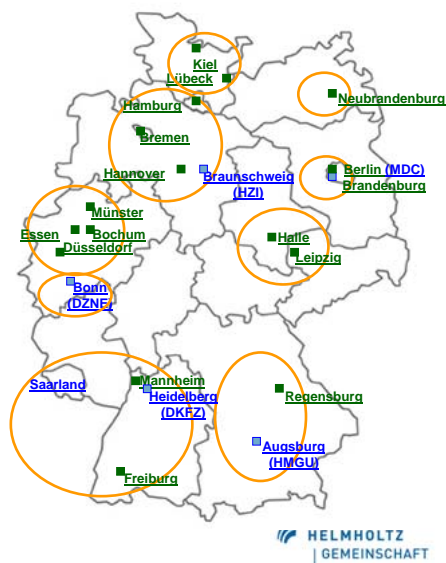 Kiel
Lübeck
Hamburg
Neubrandenburg
Bremen
Hannover
Braunschweig
(HZI)
Berlin (MDC)
Brandenburg
Münster
Essen
Bochum
Düsseldorf
Halle
Leipzig
Bonn
(DZNE)
Saarland
Mannheim
Heidelberg
(DKFZ)
Regensburg
Augsburg
(HMGU)
Freiburg
HELMHOLTZ
| GEMEINSCHAFT